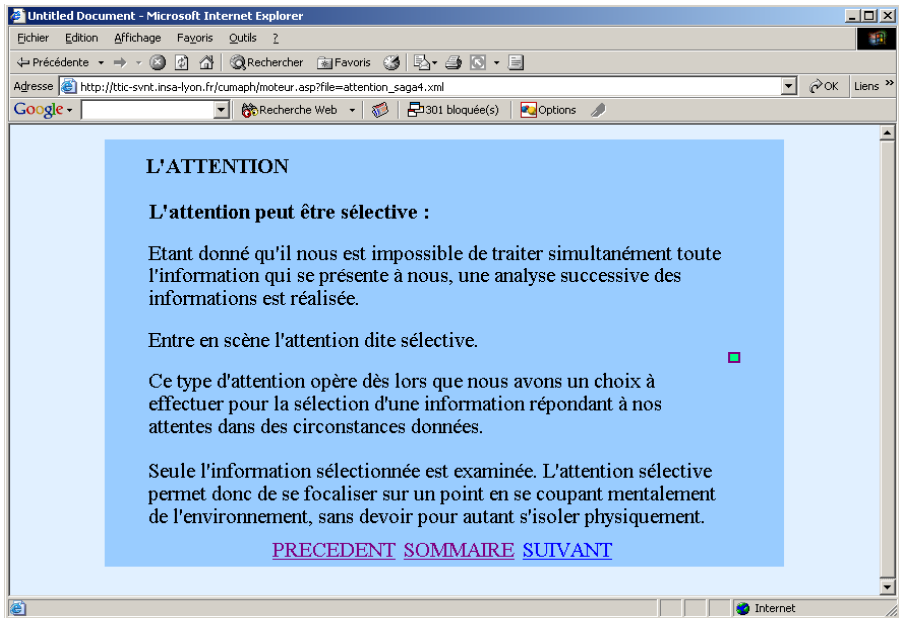 Untitled Document - Microsoft Internet Explorer
Eichier Edition Affichage Favoris Outils ?
Précédente Rechercher Favoris
Adresse http://ttic-svnt.insa-lyon.fr/cumaph/moteur.asp?file=attention_saga4.xml OK Liens »
Google Recherche Web 301 bloquée(s) Options
L'ATTENTION
L'attention peut être sélective :
Etant donné qu'il nous est impossible de traiter simultanément toute
l'information qui se présente à nous, une analyse successive des
informations est réalisée.
Entre en scène l'attention dite sélective.
Ce type d'attention opère dès lors que nous avons un choix à
effectuer pour la sélection d'une information répondant à nos
attentes dans des circonstances données.
Seule l'information sélectionnée est examinée. L'attention sélective
permet donc de se focaliser sur un point en se coupant mentalement
de l'environnement, sans devoir pour autant s'isoler physiquement.
PRECEDENT SOMMAIRE SUIVANT
Internet